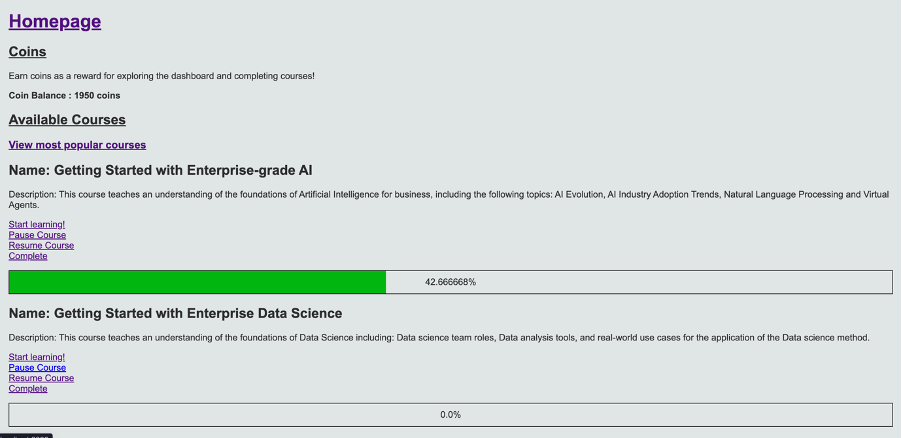 Homepage
Coins
Earn coins as a reward for exploring the dashboard and completing courses!
Coin Balance : 1950 coins
Available Courses
View most popular courses
Name: Getting Started with Enterprise-grade AI
Description: This course teaches an understanding of the foundations of Artificial Intelligence for business, including the following topics: AI Evolution, AI Industry Adoption Trends, Natural Language Processing and Virtual
Agents.
Start learning!
Pause Course
Resume Course
Complete
42.666668%
Name: Getting Started with Enterprise Data Science
Description: This course teaches an understanding of the foundations of Data Science including: Data science team roles, Data analysis tools, and real-world use cases for the application of the Data science method.
Start learning!
Pause Course
Resume Course
Complete
0.0%